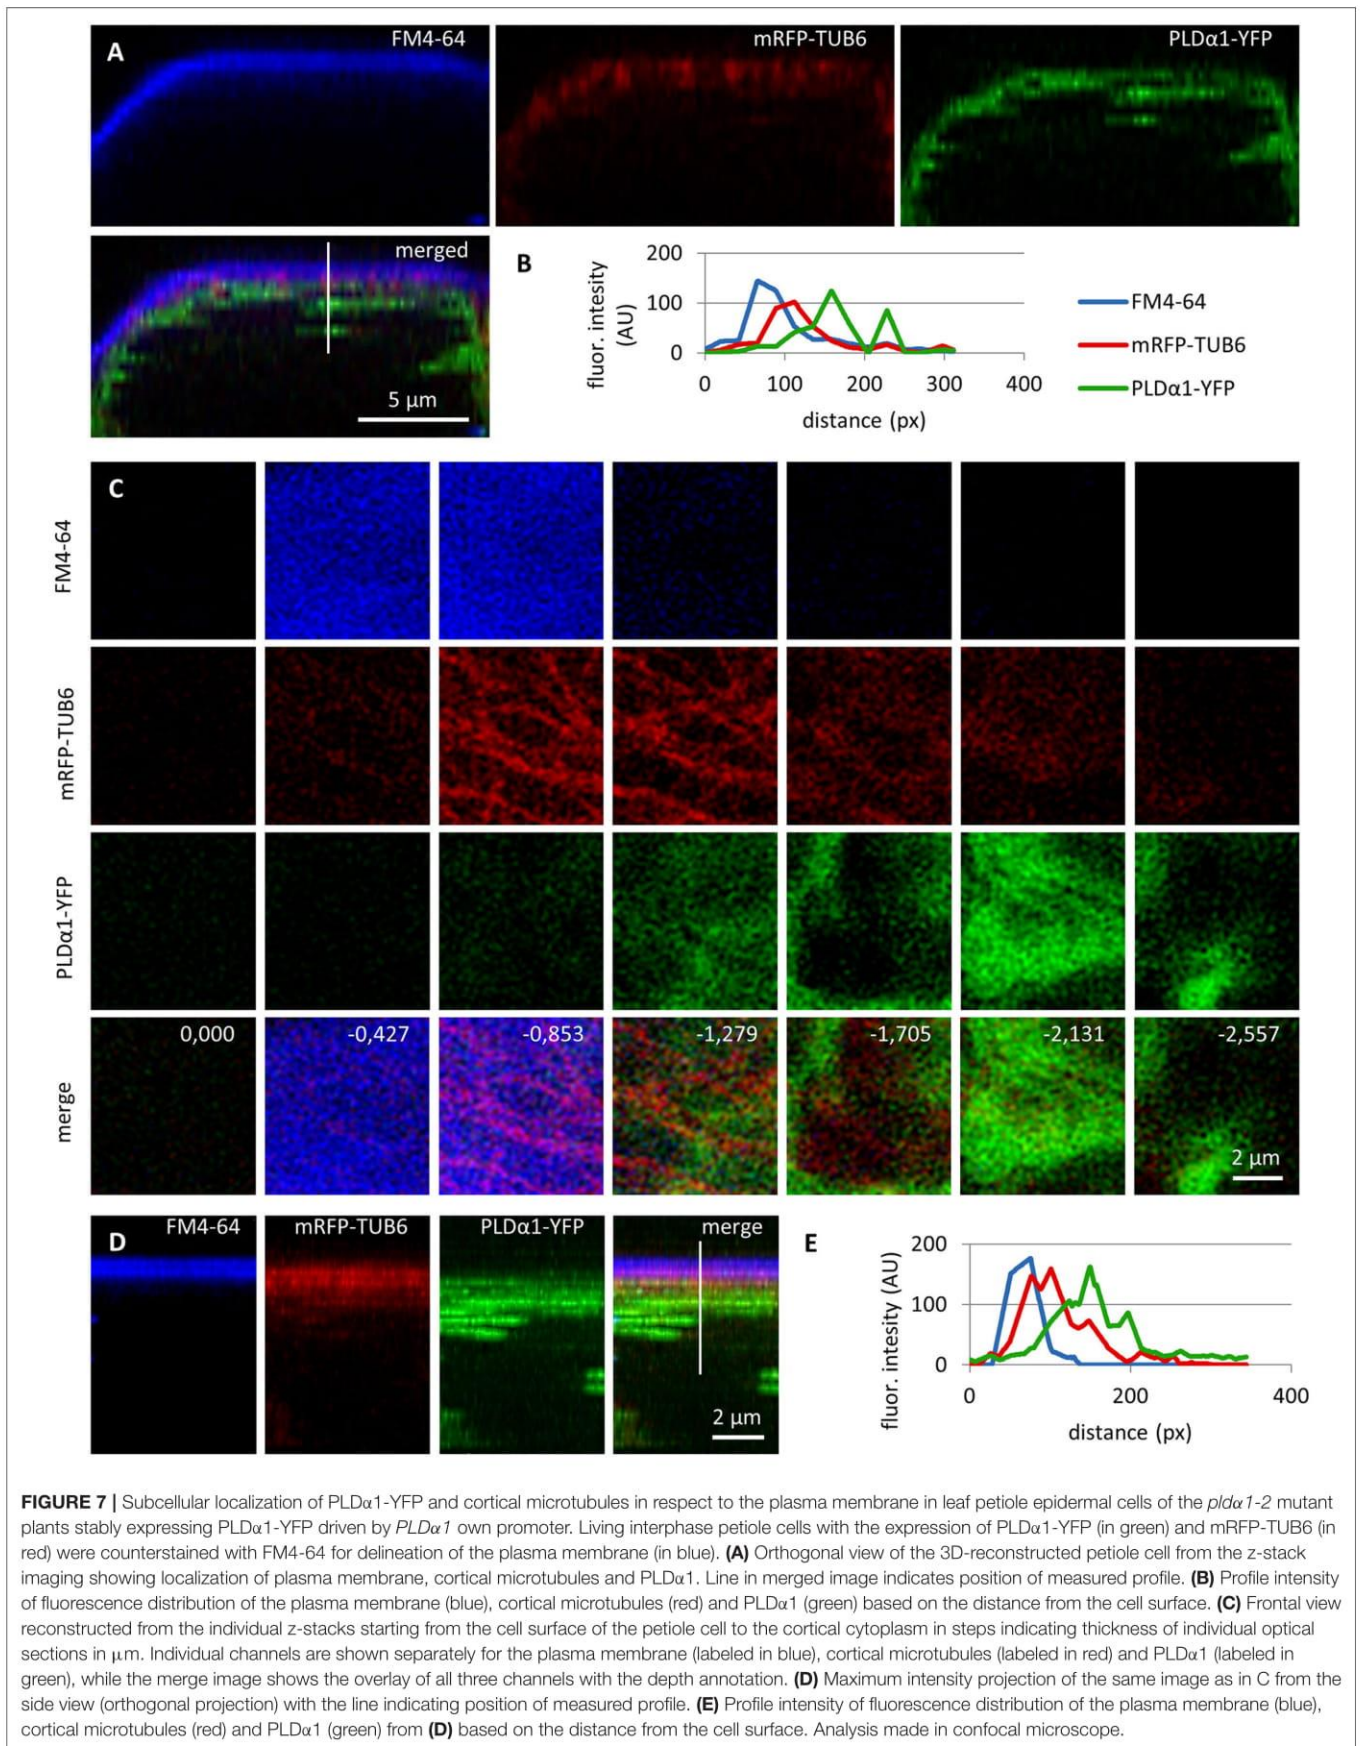 A
FM4-64
mRFP-TUB6
PLDα1-YFP
merged
5 μm
B
fluor. intesity
(AU)
200
100
0
0 100 200 300 400
distance (px)
FM4-64
mRFP-TUB6
PLDα1-YFP
C
FM4-64
mRFP-TUB6
PLDα1-YFP
merge
0,000 -0,427 -0,853 -1,279 -1,705 -2,131 -2,557
2 μm
D
FM4-64
mRFP-TUB6
PLDα1-YFP
merge
2 μm
E
fluor. intesity (AU)
200
100
0
0 200 400
distance (px)
FIGURE 7 | Subcellular localization of PLDα1-YFP and cortical microtubules in respect to the plasma membrane in leaf petiole epidermal cells of the pldα1-2 mutant
plants stably expressing PLDα1-YFP driven by PLDα1 own promoter. Living interphase petiole cells with the expression of PLDα1-YFP (in green) and mRFP-TUB6 (in
red) were counterstained with FM4-64 for delineation of the plasma membrane (in blue). (A) Orthogonal view of the 3D-reconstructed petiole cell from the z-stack
imaging showing localization of plasma membrane, cortical microtubules and PLDα1. Line in merged image indicates position of measured profile. (B) Profile intensity
of fluorescence distribution of the plasma membrane (blue), cortical microtubules (red) and PLDα1 (green) based on the distance from the cell surface. (C) Frontal view
reconstructed from the individual z-stacks starting from the cell surface of the petiole cell to the cortical cytoplasm in steps indicating thickness of individual optical
sections in μm. Individual channels are shown separately for the plasma membrane (labeled in blue), cortical microtubules (labeled in red) and PLDα1 (labeled in
green), while the merge image shows the overlay of all three channels with the depth annotation. (D) Maximum intensity projection of the same image as in C from the
side view (orthogonal projection) with the line indicating position of measured profile. (E) Profile intensity of fluorescence distribution of the plasma membrane (blue),
cortical microtubules (red) and PLDα1 (green) from (D) based on the distance from the cell surface. Analysis made in confocal microscope.